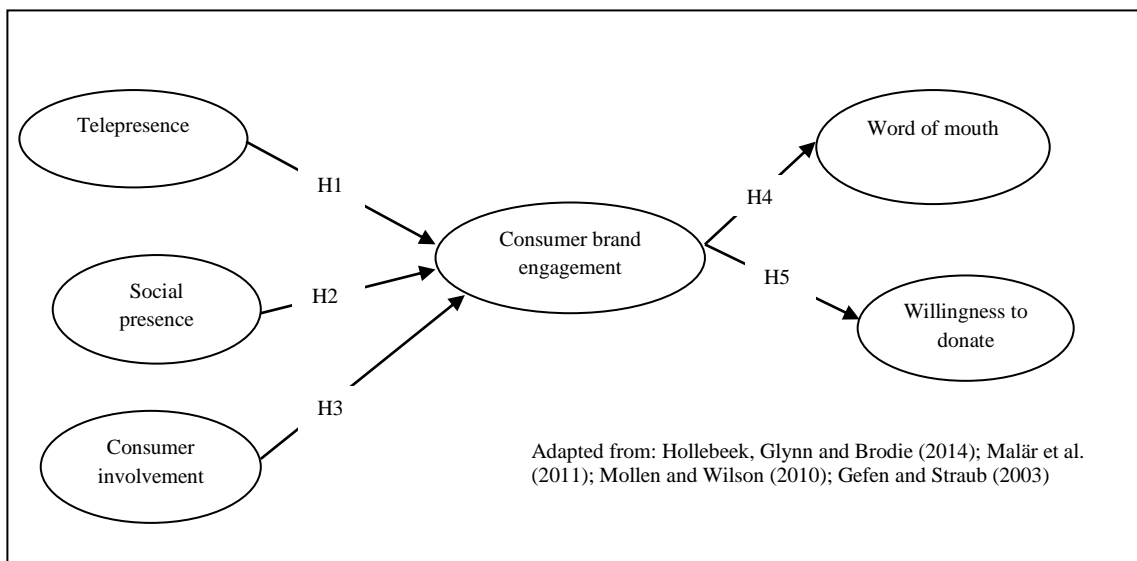 Telepresence
Word of mouth
H1
H4
Consumer brand
engagement
Social
presence
H2
H5
Willingness to
donate
H3
Consumer
involvement
Adapted from: Hollebeek, Glynn and Brodie (2014); Malär et al.
(2011); Mollen and Wilson (2010); Gefen and Straub (2003)